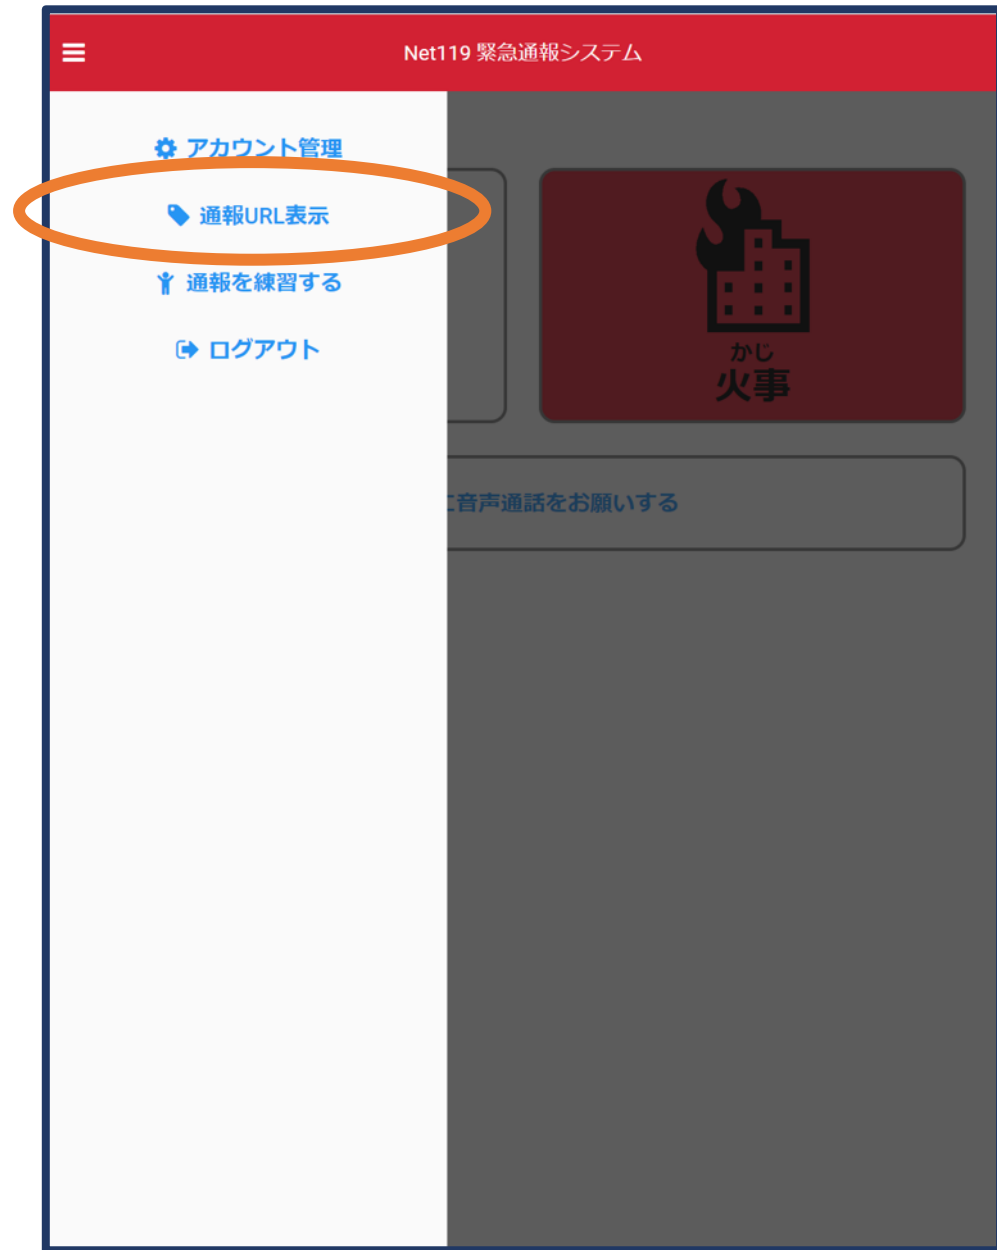 Net119 緊急通報システム
アカウント管理
通報URL表示
通報を練習する
ログアウト
かじ
火事
音声通話をお願いする